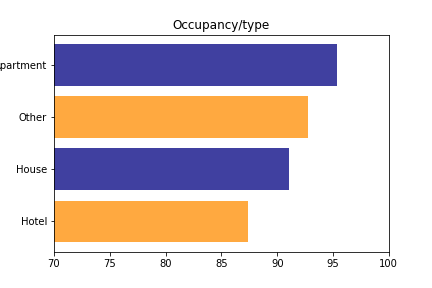 Occupancy/type
partment
Other
House
Hotel
70 75 80 85 90 95 100